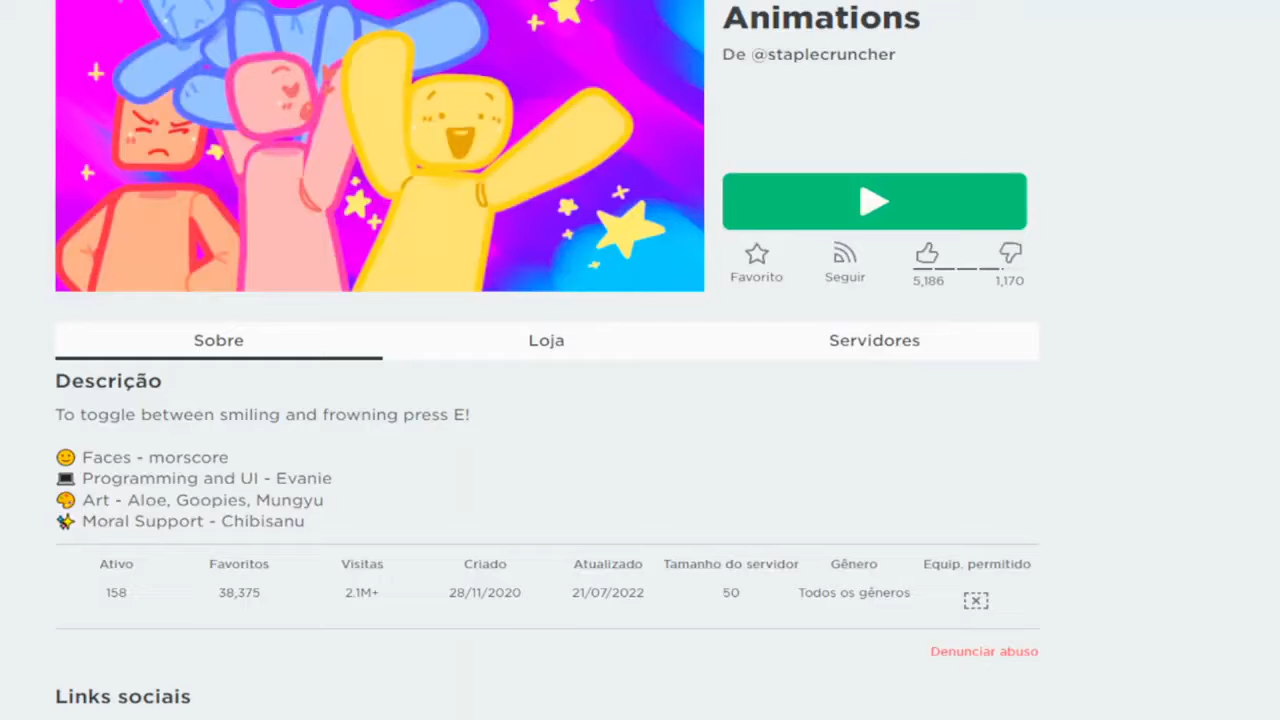 Animations
De @staplecruncher
Favorito
Seguir
5,186
1,170
Sobre
Loja
Servidores
Descrição
To toggle between smiling and frowning press E!
Faces - morscore
Programming and UI - Evanie
Art - Aloe, Goopies, Mungyu
Moral Support - Chibisanu
Ativo Favoritos Visitas Criado Atualizado Tamanho do servidor Gênero Equip. permitido
158 38,375 2.1M+ 28/11/2020 21/07/2022 50 Todos os gêneros
Denunciar abuso
Links sociais